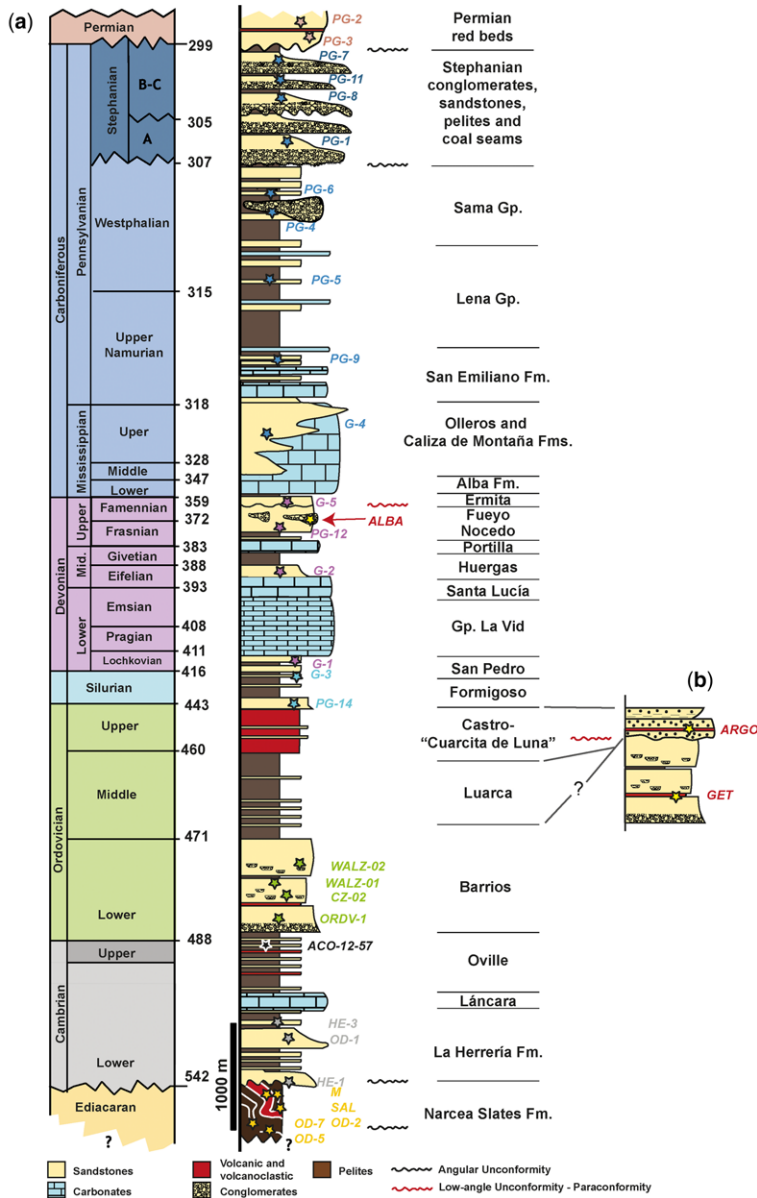 (a)
Permian
299
Carboniferous
Pennsylvanian
Stephanian
B-C
305
A
307
Westphalian
315
Upper
Namurian
318
Mississippian
Uper
328
Middle
347
Lower
359
Devonian
Upper
Famennian
372
Frasnian
383
Mid.
Givetian
388
Eifelian
393
Lower
Emsian
408
Pragian
411
Lochkovian
416
Silurian
443
Ordovician
Upper
460
Middle
471
Lower
488
Cambrian
Upper
Lower
542
Ediacaran
?
PG-2
PG-3
PG-7
PG-11
PG-8
PG-1
PG-6
PG-4
PG-5
PG-9
G-4
G-5
ALBA
PG-12
G-2
G-1
G-3
PG-14
WALZ-02
WALZ-01
CZ-02
ORDV-1
ACO-12-57
HE-3
OD-1
HE-1
M
SAL
OD-7 OD-2
OD-5
?
1000 m
Permian
red beds
Stephanian
conglomerates,
sandstones,
pelites and
coal seams
Sama Gp.
Lena Gp.
San Emiliano Fm.
Olleros and
Caliza de Montaña Fms.
Alba Fm.
Ermita
Fueyo
Nocedo
Portilla
Huergas
Santa Lucía
Gp. La Vid
San Pedro
Formigoso
Castro-
“Cuarcita de Luna”
Luarca
Barrios
Oville
Láncara
La Herrería Fm.
Narcea Slates Fm.
(b)
ARGO
GET
?
Sandstones
Carbonates
Volcanic and
volcanoclastic
Conglomerates
Pelites
Angular Unconformity
Low-angle Unconformity - Paraconformity